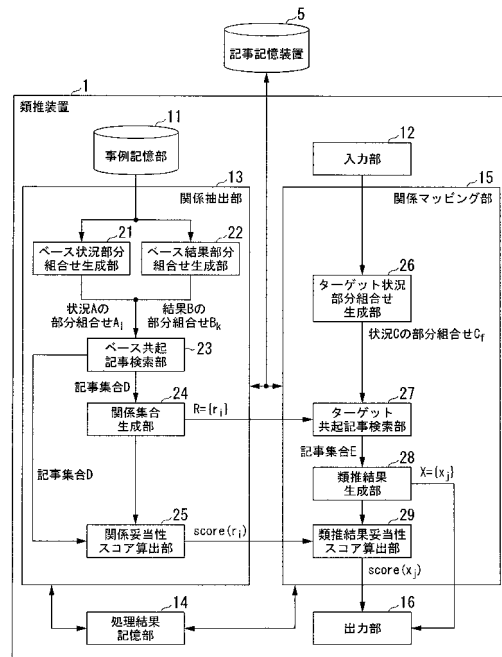 5
記事記憶装置
1
類推装置
11
事例記憶部
12
入力部
13
関係抽出部
15
関係マッピング部
21
ベース状況部分
組合せ生成部
22
ベース結果部分
組合せ生成部
26
ターゲット状況
部分組合せ
生成部
状況Aの
部分組合せAi
結果Bの
部分組合せBk
状況Cの部分組合せCf
ベース共起
記事検索部
23
記事集合D
24
関係集合
生成部
R={ri}
27
ターゲット
共起記事検索部
記事集合E
28
類推結果
生成部
X={xj}
記事集合D
25
関係妥当性
スコア算出部
score(ri)
29
類推結果妥当性
スコア算出部
score(xj)
14
処理結果
記憶部
16
出力部